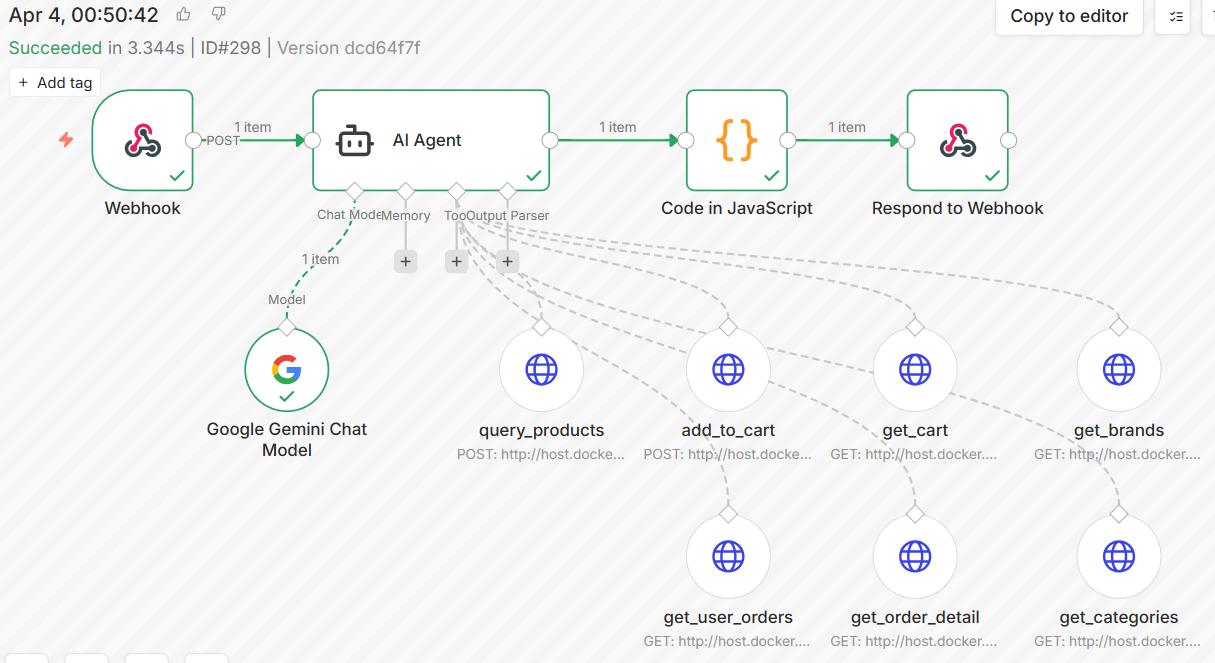 Apr 4, 00:50:42
Copy to editor
Succeeded in 3.344s | ID#298 | Version dcd64f7f
+ Add tag
1 item
POST
AI Agent
1 item
1 item
Webhook
Code in JavaScript
Respond to Webhook
Chat Mode
Memory
Too
Output Parser
1 item
Model
Google Gemini Chat
Model
query_products
POST: http://host.docke...
add_to_cart
POST: http://host.docke...
get_cart
GET: http://host.docker....
get_brands
GET: http://host.docker....
get_user_orders
GET: http://host.docker....
get_order_detail
GET: http://host.docker....
get_categories
GET: http://host.docker....